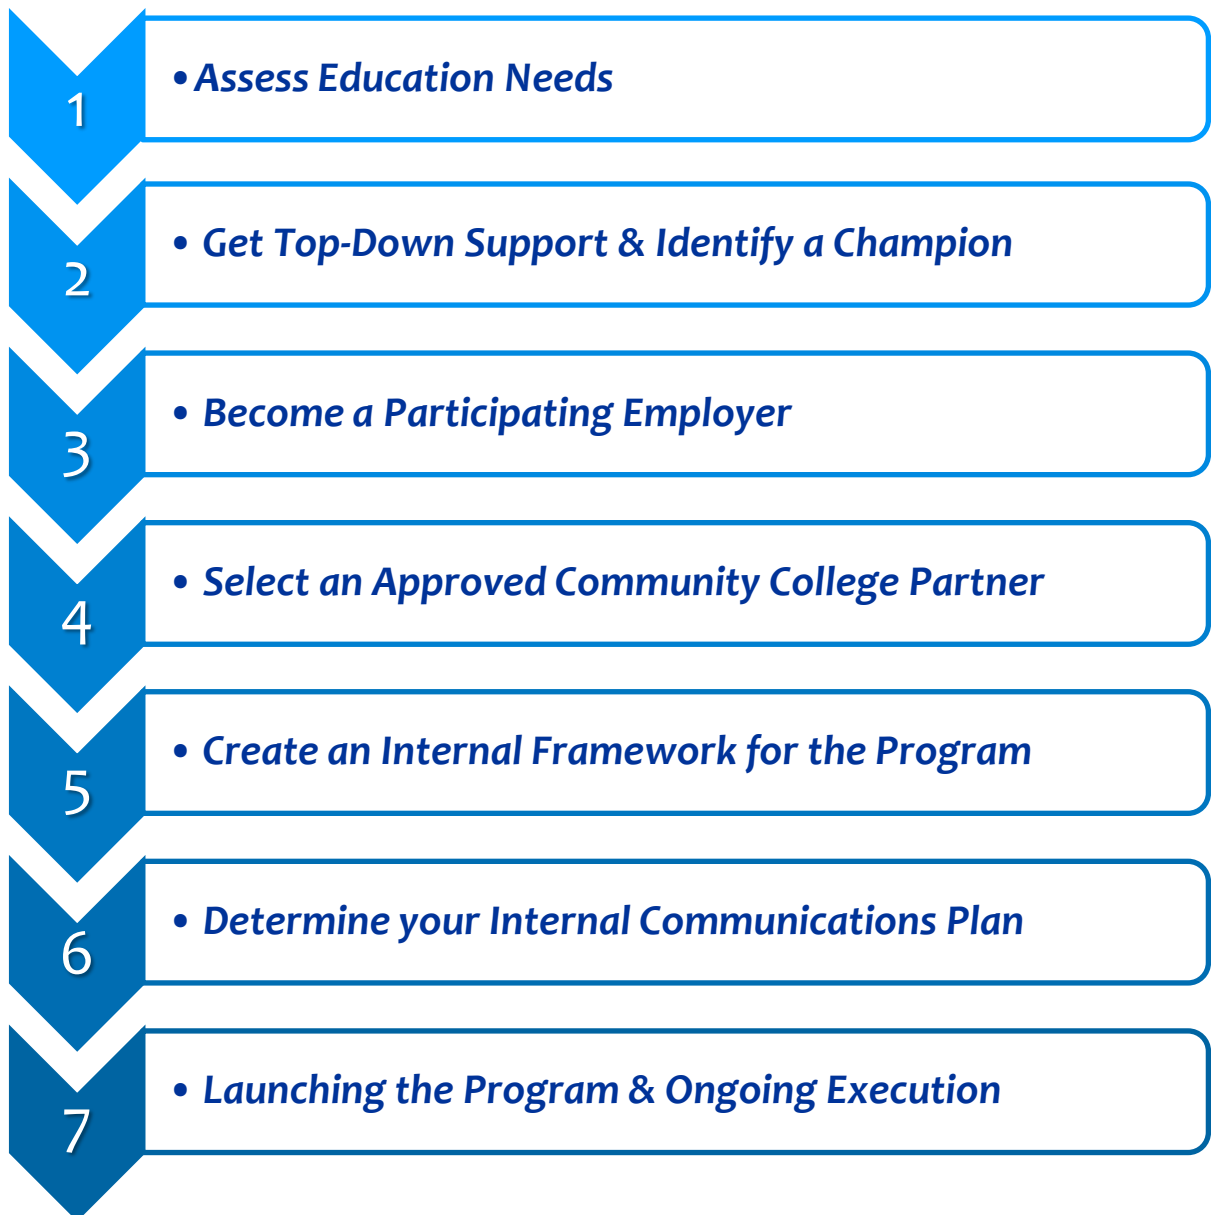 1
•Assess Education Needs
2
• Get Top-Down Support & Identify a Champion
3
• Become a Participating Employer
4
• Select an Approved Community College Partner
5
• Create an Internal Framework for the Program
6
• Determine your Internal Communications Plan
7
• Launching the Program & Ongoing Execution